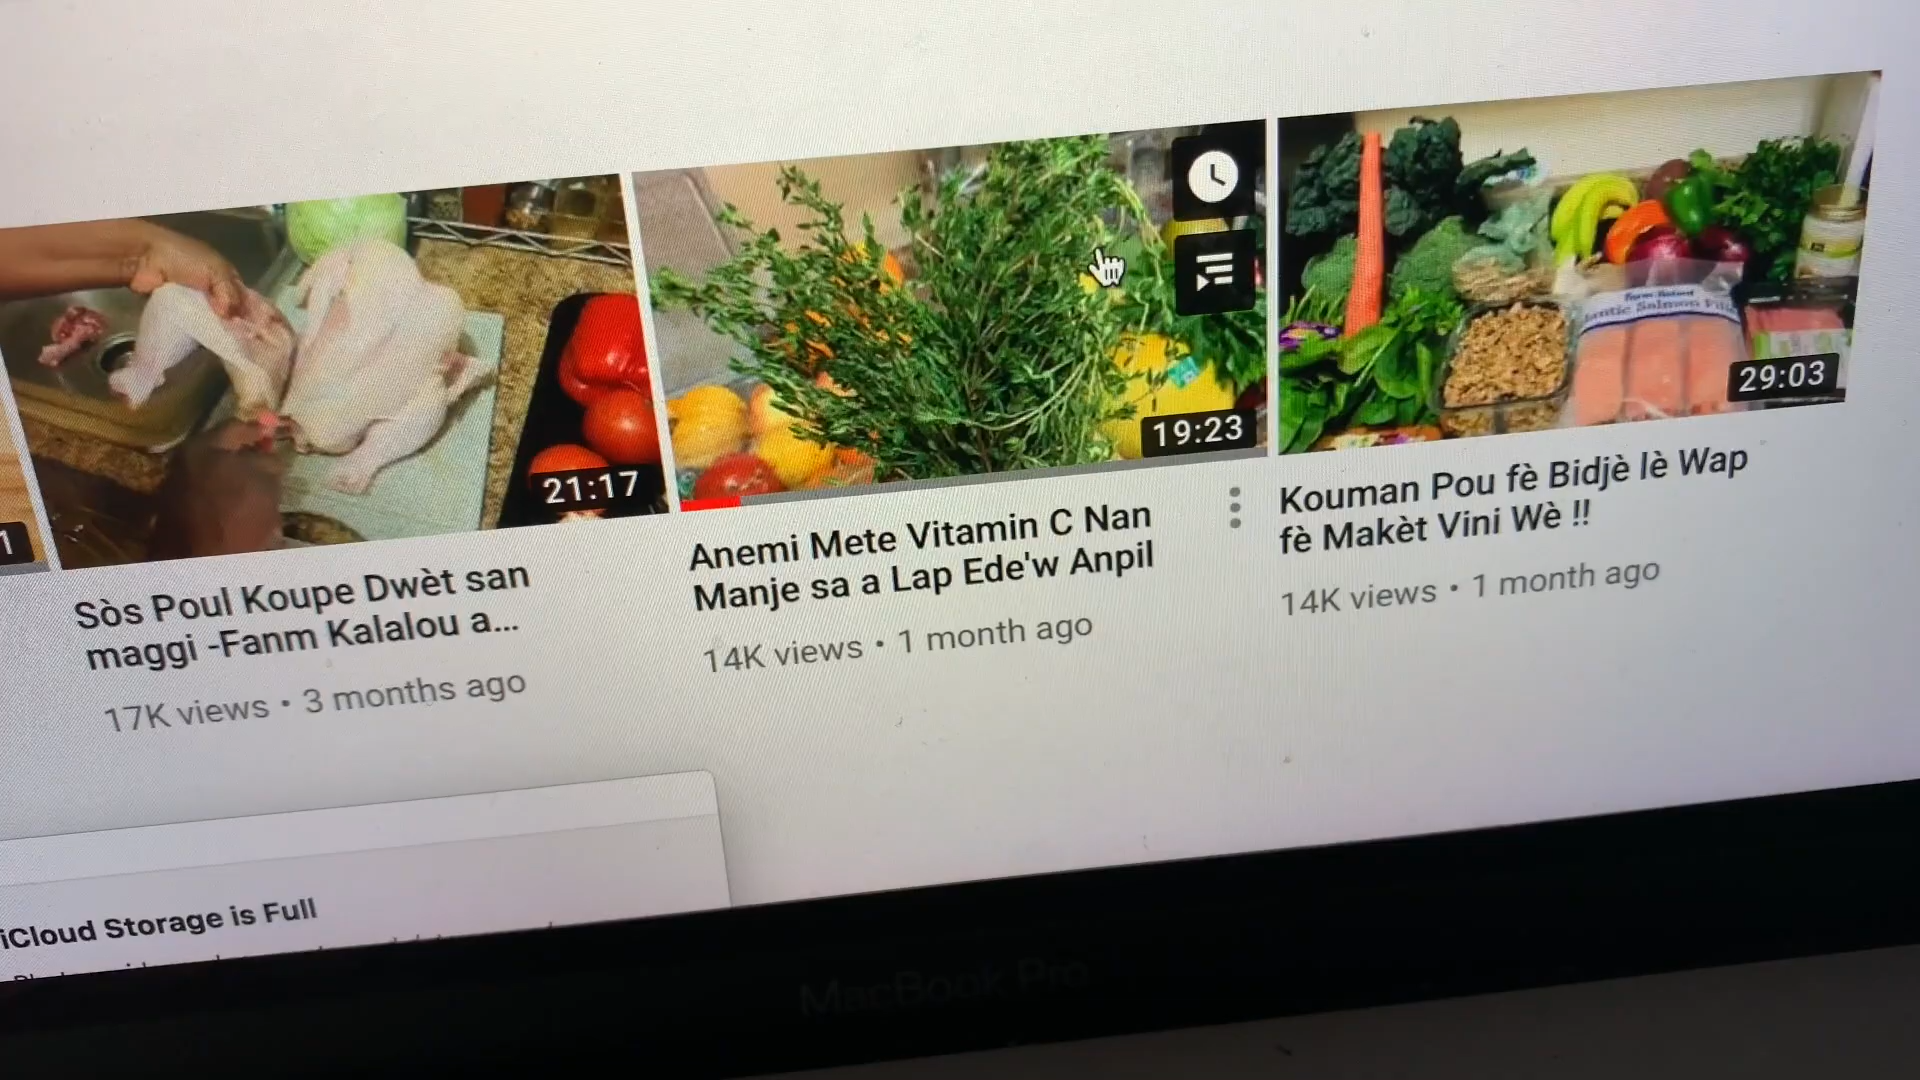 1
21:17
19:23
29:03
Sòs Poul Koupe Dwèt san
maggi -Fanm Kalalou a...
17K views • 3 months ago
Anemi Mete Vitamin C Nan
Manje sa a Lap Ede'w Anpil
14K views • 1 month ago
Kouman Pou fè Bidjè lè Wap
fè Makèt Vini Wè !!
14K views • 1 month ago
iCloud Storage is Full
MacBook Pro